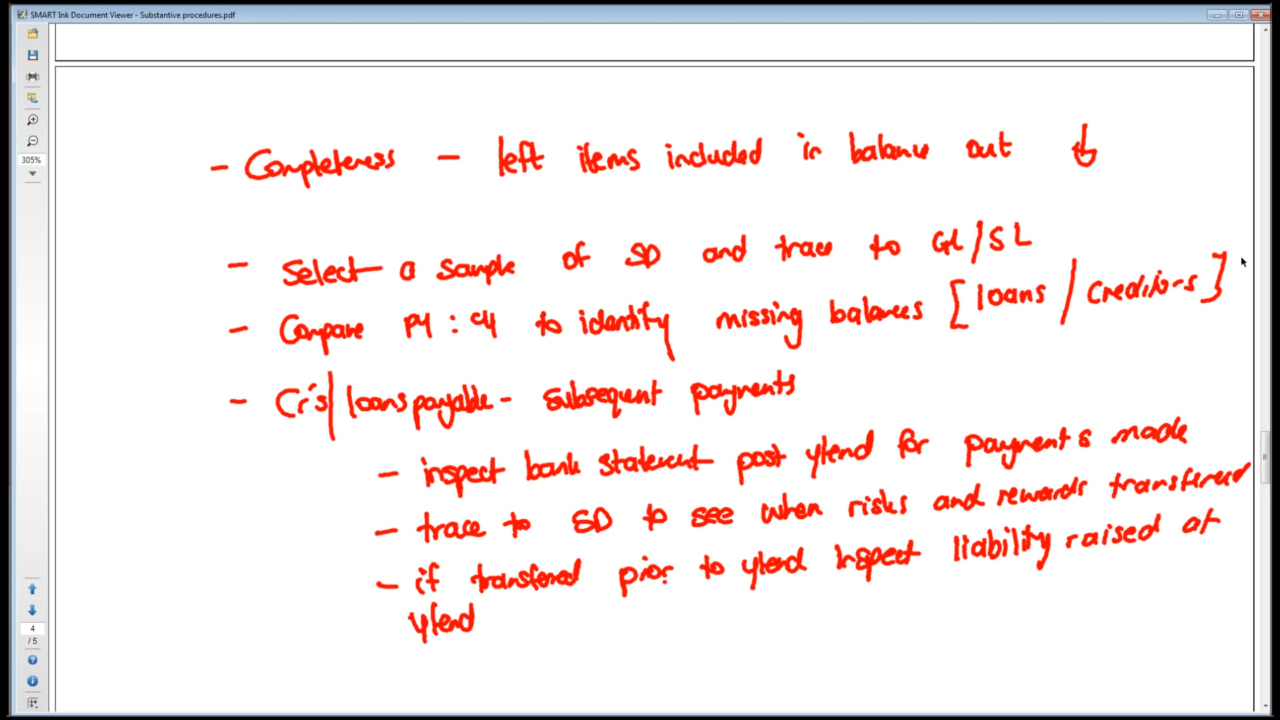 SMART Ink Document Viewer - Substantive procedures.pdf
305%
4
/ 5
- Completeness - left items included in balance out ↓
- Select a sample of SD and trace to GL/SL
- Compare PY : CY to identify missing balances [loans / Creditors]
- Cr's/loans payable - subsequent payments
- inspect bank statement post y/end for payments made
- trace to SD to see when risks and rewards transferred
- if transferred prior to y/end inspect liability raised at
y/end